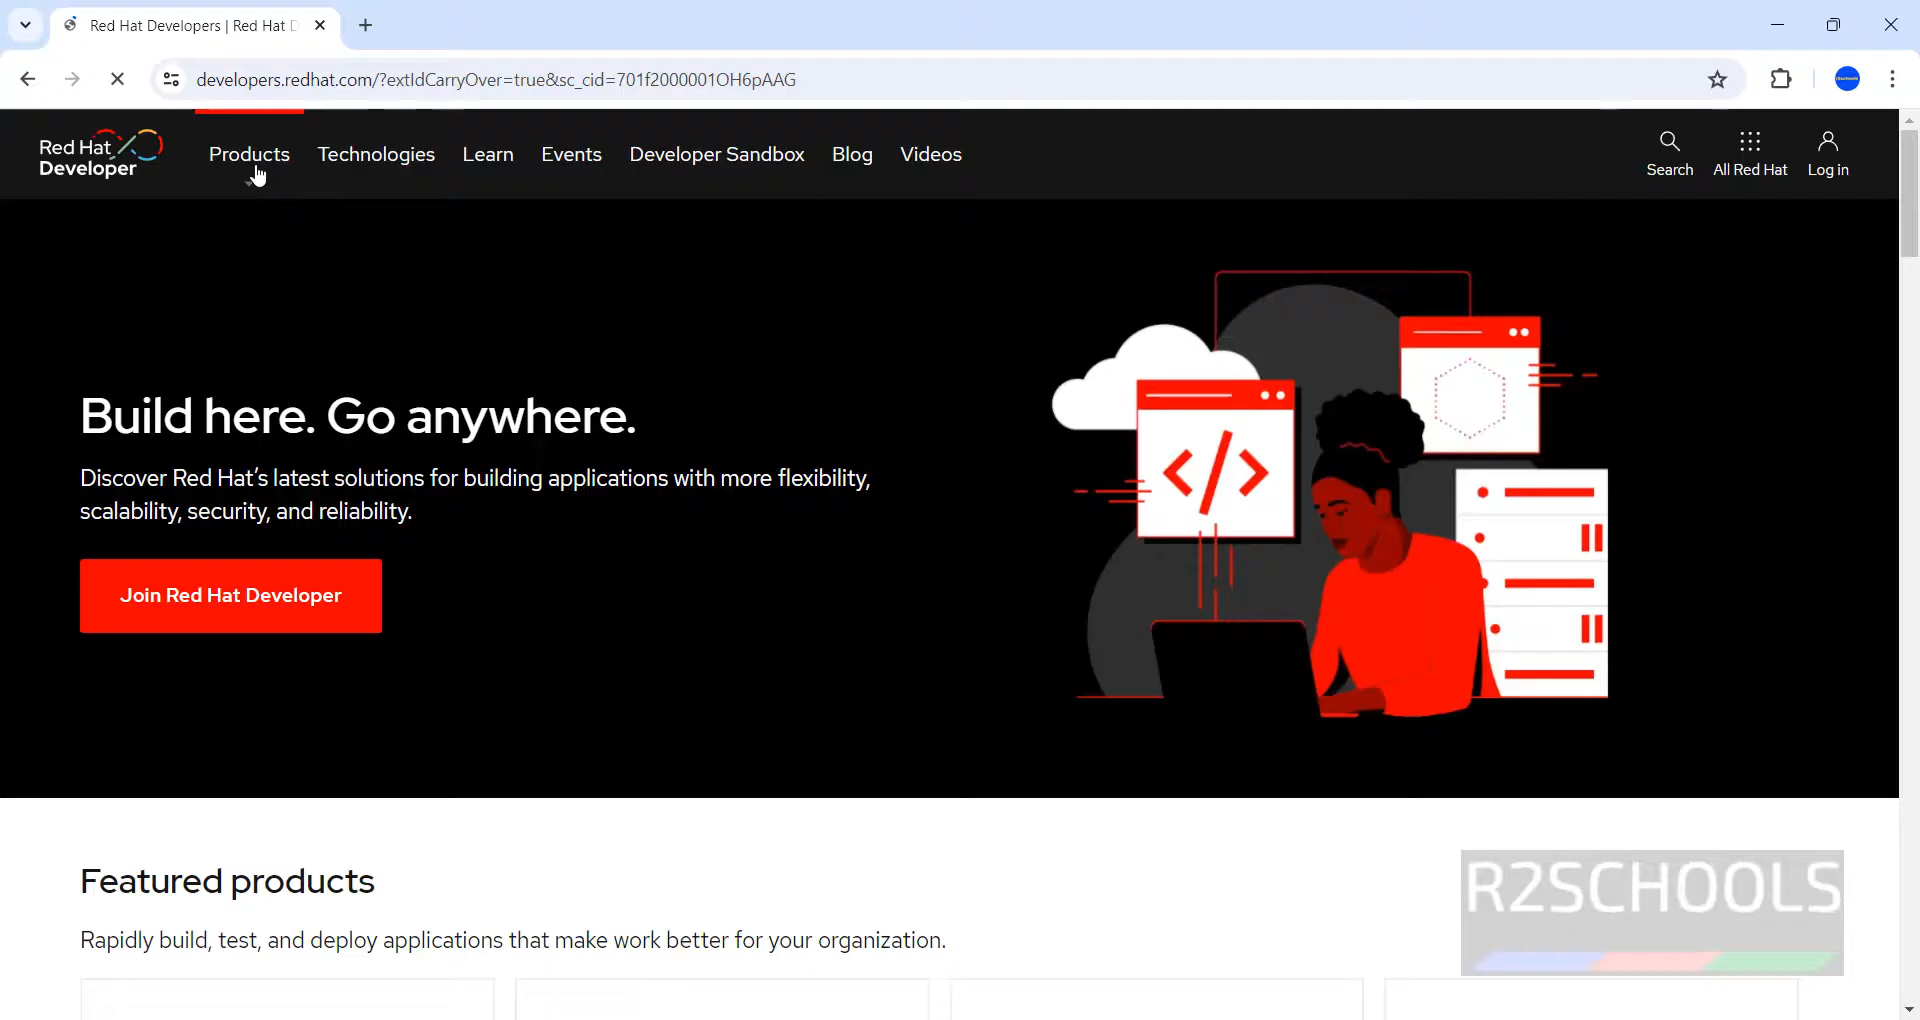 Red Hat Developers | Red Hat D
developers.redhat.com/?extIdCarryOver=true&sc_cid=701f2000001OH6pAAG
Red Hat
Developer
Products
Technologies
Learn
Events
Developer Sandbox
Blog
Videos
Search
All Red Hat
Log in
Build here. Go anywhere.
Discover Red Hat's latest solutions for building applications with more flexibility,
scalability, security, and reliability.
Join Red Hat Developer
Featured products
Rapidly build, test, and deploy applications that make work better for your organization.
R2SCHOOLS